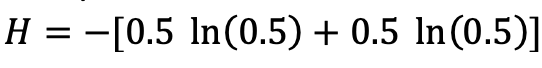 H = −[0.5 ln(0.5) + 0.5 ln(0.5)]